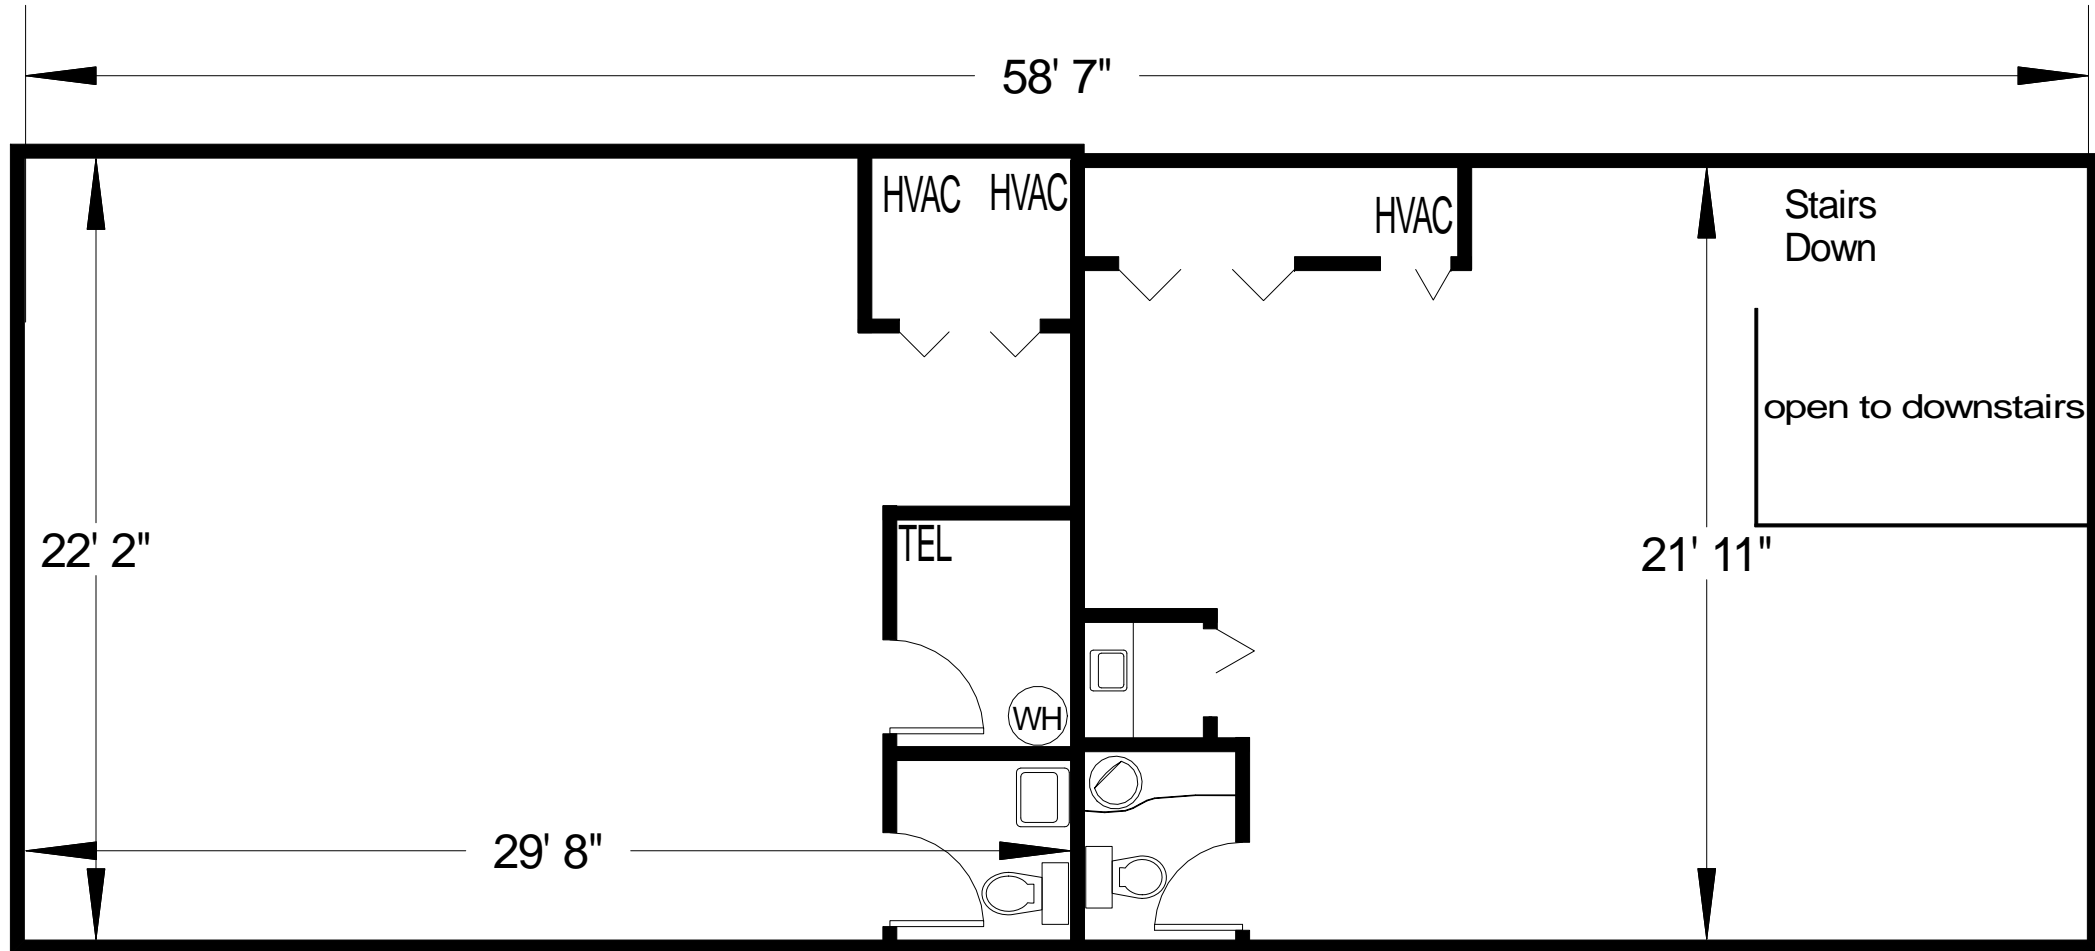 58' 7"
HVAC HVAC
HVAC
Stairs
Down
open to downstairs
22' 2"
TEL
21' 11"
WH
29' 8"